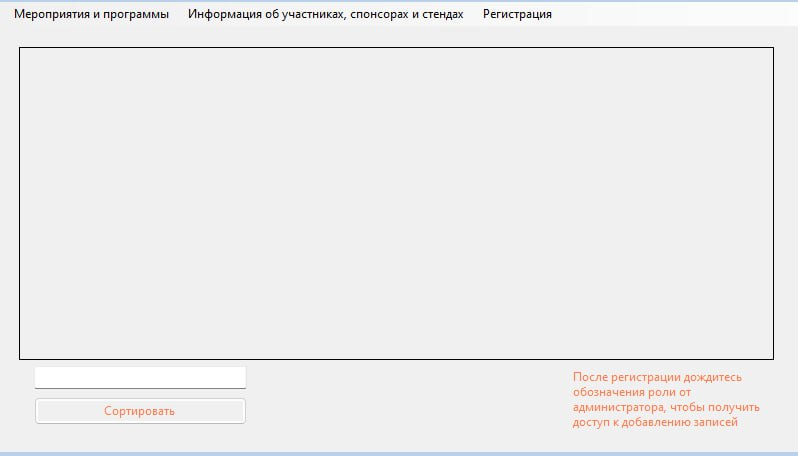 Мероприятия и программы Информация об участниках, спонсорах и стендах Регистрация
Сортировать
После регистрации дождитесь
обозначения роли от
администратора, чтобы получить
доступ к добавлению записей